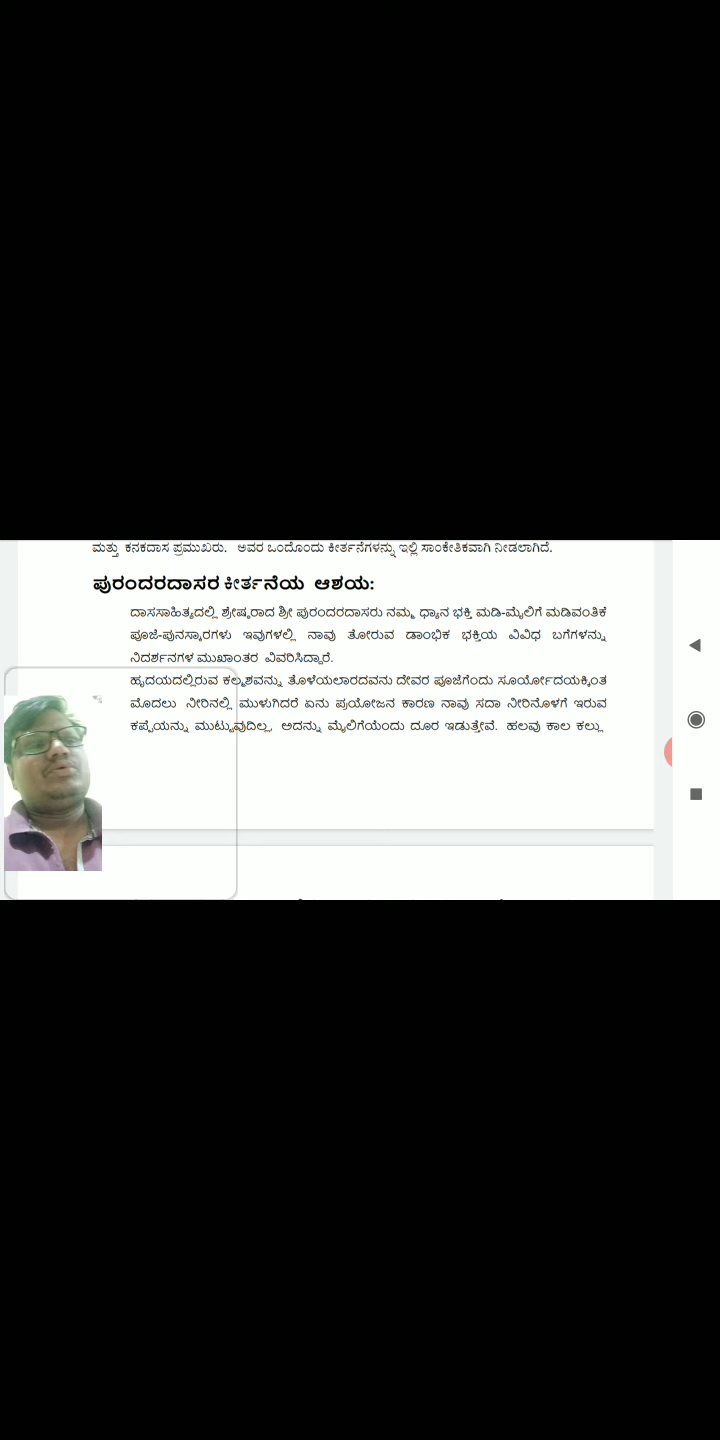 ಮತ್ತು ಕನಕದಾಸ ಪ್ರಮುಖರು. ಅವರ ಒಂದೊಂದು ಕೀರ್ತನೆಗಳನ್ನು ಇಲ್ಲಿ ಸಾಂಕೇತಿಕವಾಗಿ ನೀಡಲಾಗಿದೆ.
ಪುರಂದರದಾಸರ ಕೀರ್ತನೆಯ ಆಶಯ:
ದಾಸಸಾಹಿತ್ಯದಲ್ಲಿ ಶ್ರೇಷ್ಠರಾದ ಶ್ರೀ ಪುರಂದರದಾಸರು ನಮ್ಮ ಧ್ಯಾನ ಭಕ್ತಿ ಮಡಿ-ಮೈಲಿಗೆ ಮಡಿವಂತಿಕೆ
ಪೂಜೆ-ಪುನಸ್ಕಾರಗಳು ಇವುಗಳಲ್ಲಿ ನಾವು ತೋರುವ ಡಾಂಭಿಕ ಭಕ್ತಿಯ ವಿವಿಧ ಬಗೆಗಳನ್ನು
ನಿದರ್ಶನಗಳ ಮುಖಾಂತರ ವಿವರಿಸಿದ್ದಾರೆ.
ಹೃದಯದಲ್ಲಿರುವ ಕಲ್ಮಶವನ್ನು ತೊಳೆಯಲಾರದವನು ದೇವರ ಪೂಜೆಗೆಂದು ಸೂರ್ಯೋದಯಕ್ಕಿಂತ
ಮೊದಲು ನೀರಿನಲ್ಲಿ ಮುಳುಗಿದರೆ ಏನು ಪ್ರಯೋಜನ ಕಾರಣ ನಾವು ಸದಾ ನೀರಿನೊಳಗೆ ಇರುವ
ಕಪ್ಪೆಯನ್ನು ಮುಟ್ಟುವುದಿಲ್ಲ, ಅದನ್ನು ಮೈಲಿಗೆಯೆಂದು ದೂರ ಇಡುತ್ತೇವೆ. ಹಲವು ಕಾಲ ಕಲ್ಲು